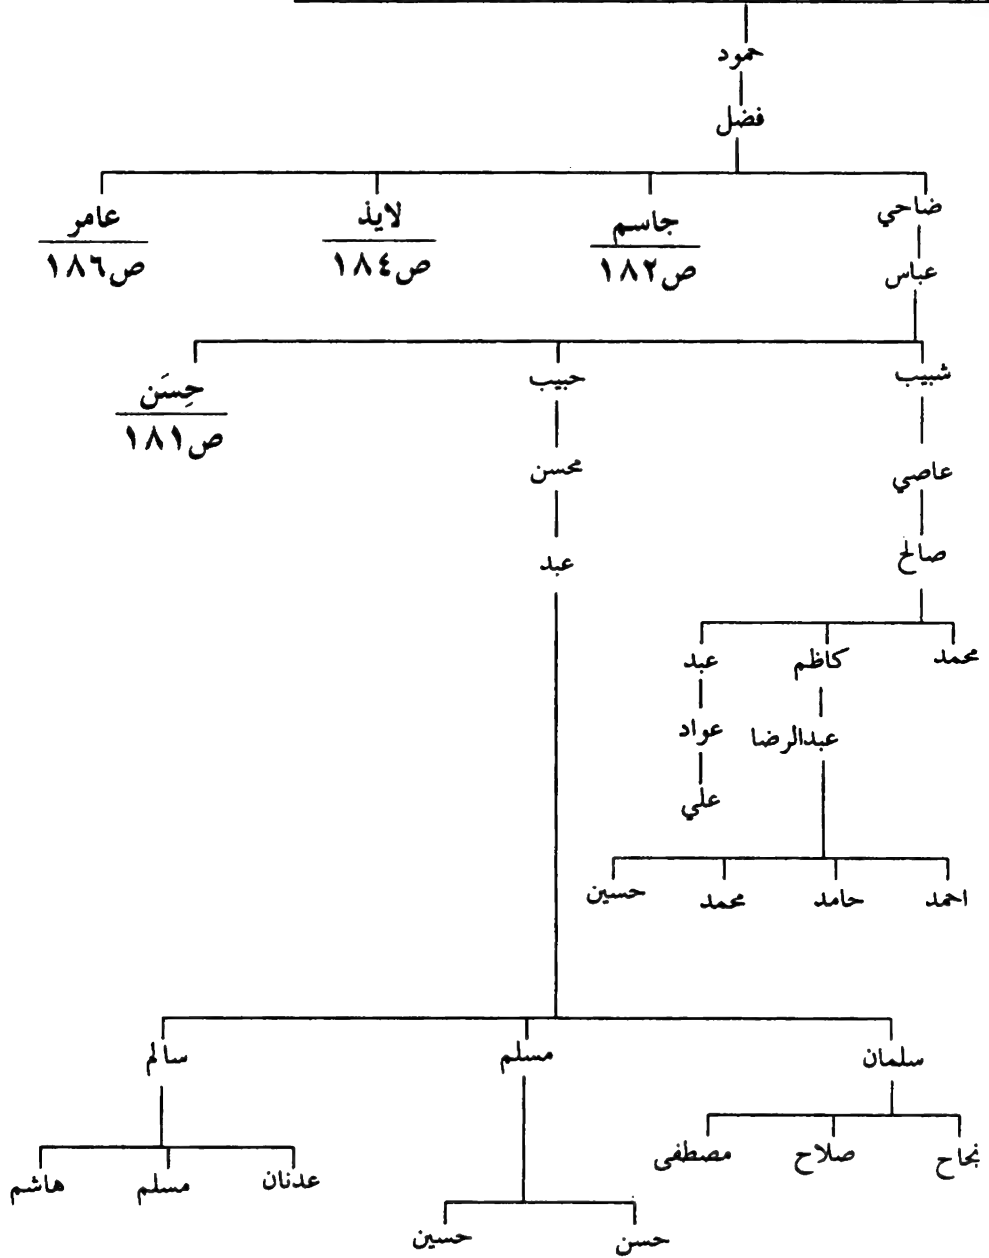 حمود
فضل
ضاحي
جاسم
ص١٨٢
لايذ
ص١٨٤
عامر
ص١٨٦
عباس
شبيب
حبيب
حِسَن
ص١٨١
عاصي
محسن
صالح
عبد
محمد
كاظم
عبد
عبدالرضا
عواد
علي
احمد
حامد
محمد
حسين
سلمان
مسلم
سالم
نجاح
صلاح
مصطفى
عدنان
مسلم
هاشم
حسن
حسين